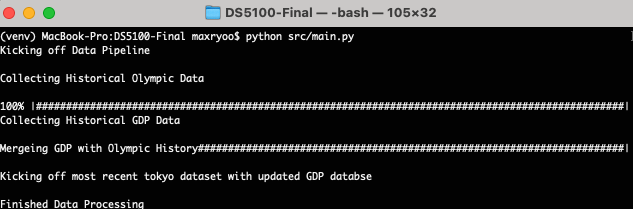 DS5100-Final — -bash — 105×32
(venv) MacBook-Pro:DS5100-Final maxryoo$ python src/main.py
Kicking off Data Pipeline
Collecting Historical Olympic Data
100% |##################################################################################################|
Collecting Historical GDP Data
Mergeing GDP with Olympic History#######################################################################|
Kicking off most recent tokyo dataset with updated GDP databse
Finished Data Processing